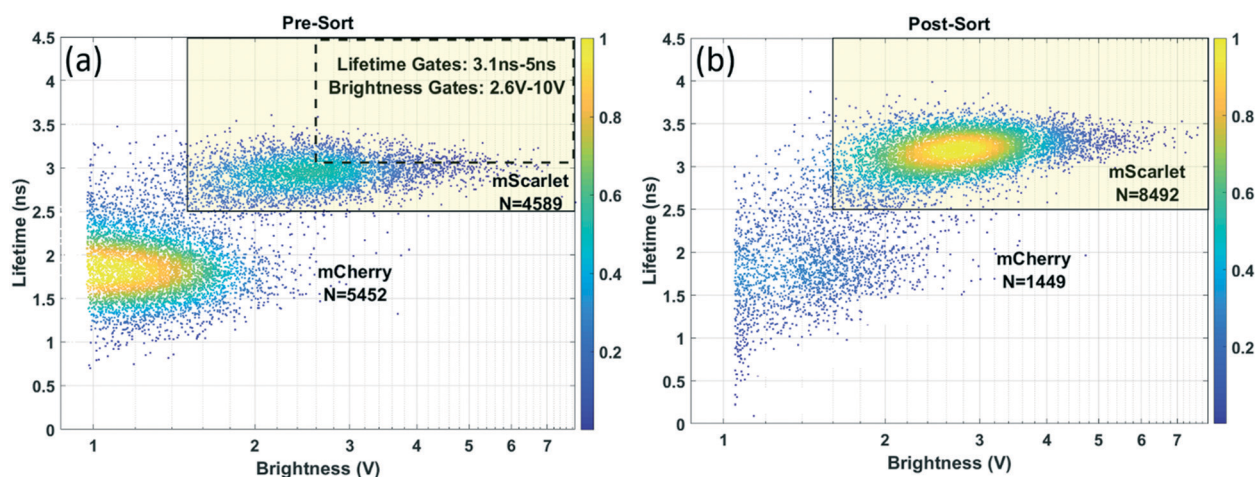 Pre-Sort
(a)
Lifetime Gates: 3.1ns-5ns
Brightness Gates: 2.6V-10V
mScarlet
N=4589
mCherry
N=5452
4.5
4
3.5
3
2.5
2
1.5
1
0.5
0
Lifetime (ns)
1
2
3
4
5
6
7
Brightness (V)
1
0.8
0.6
0.4
0.2
Post-Sort
(b)
mScarlet
N=8492
mCherry
N=1449
4.5
4
3.5
3
2.5
2
1.5
1
0.5
0
Lifetime (ns)
1
2
3
4
5
6
7
Brightness (V)
1
0.8
0.6
0.4
0.2